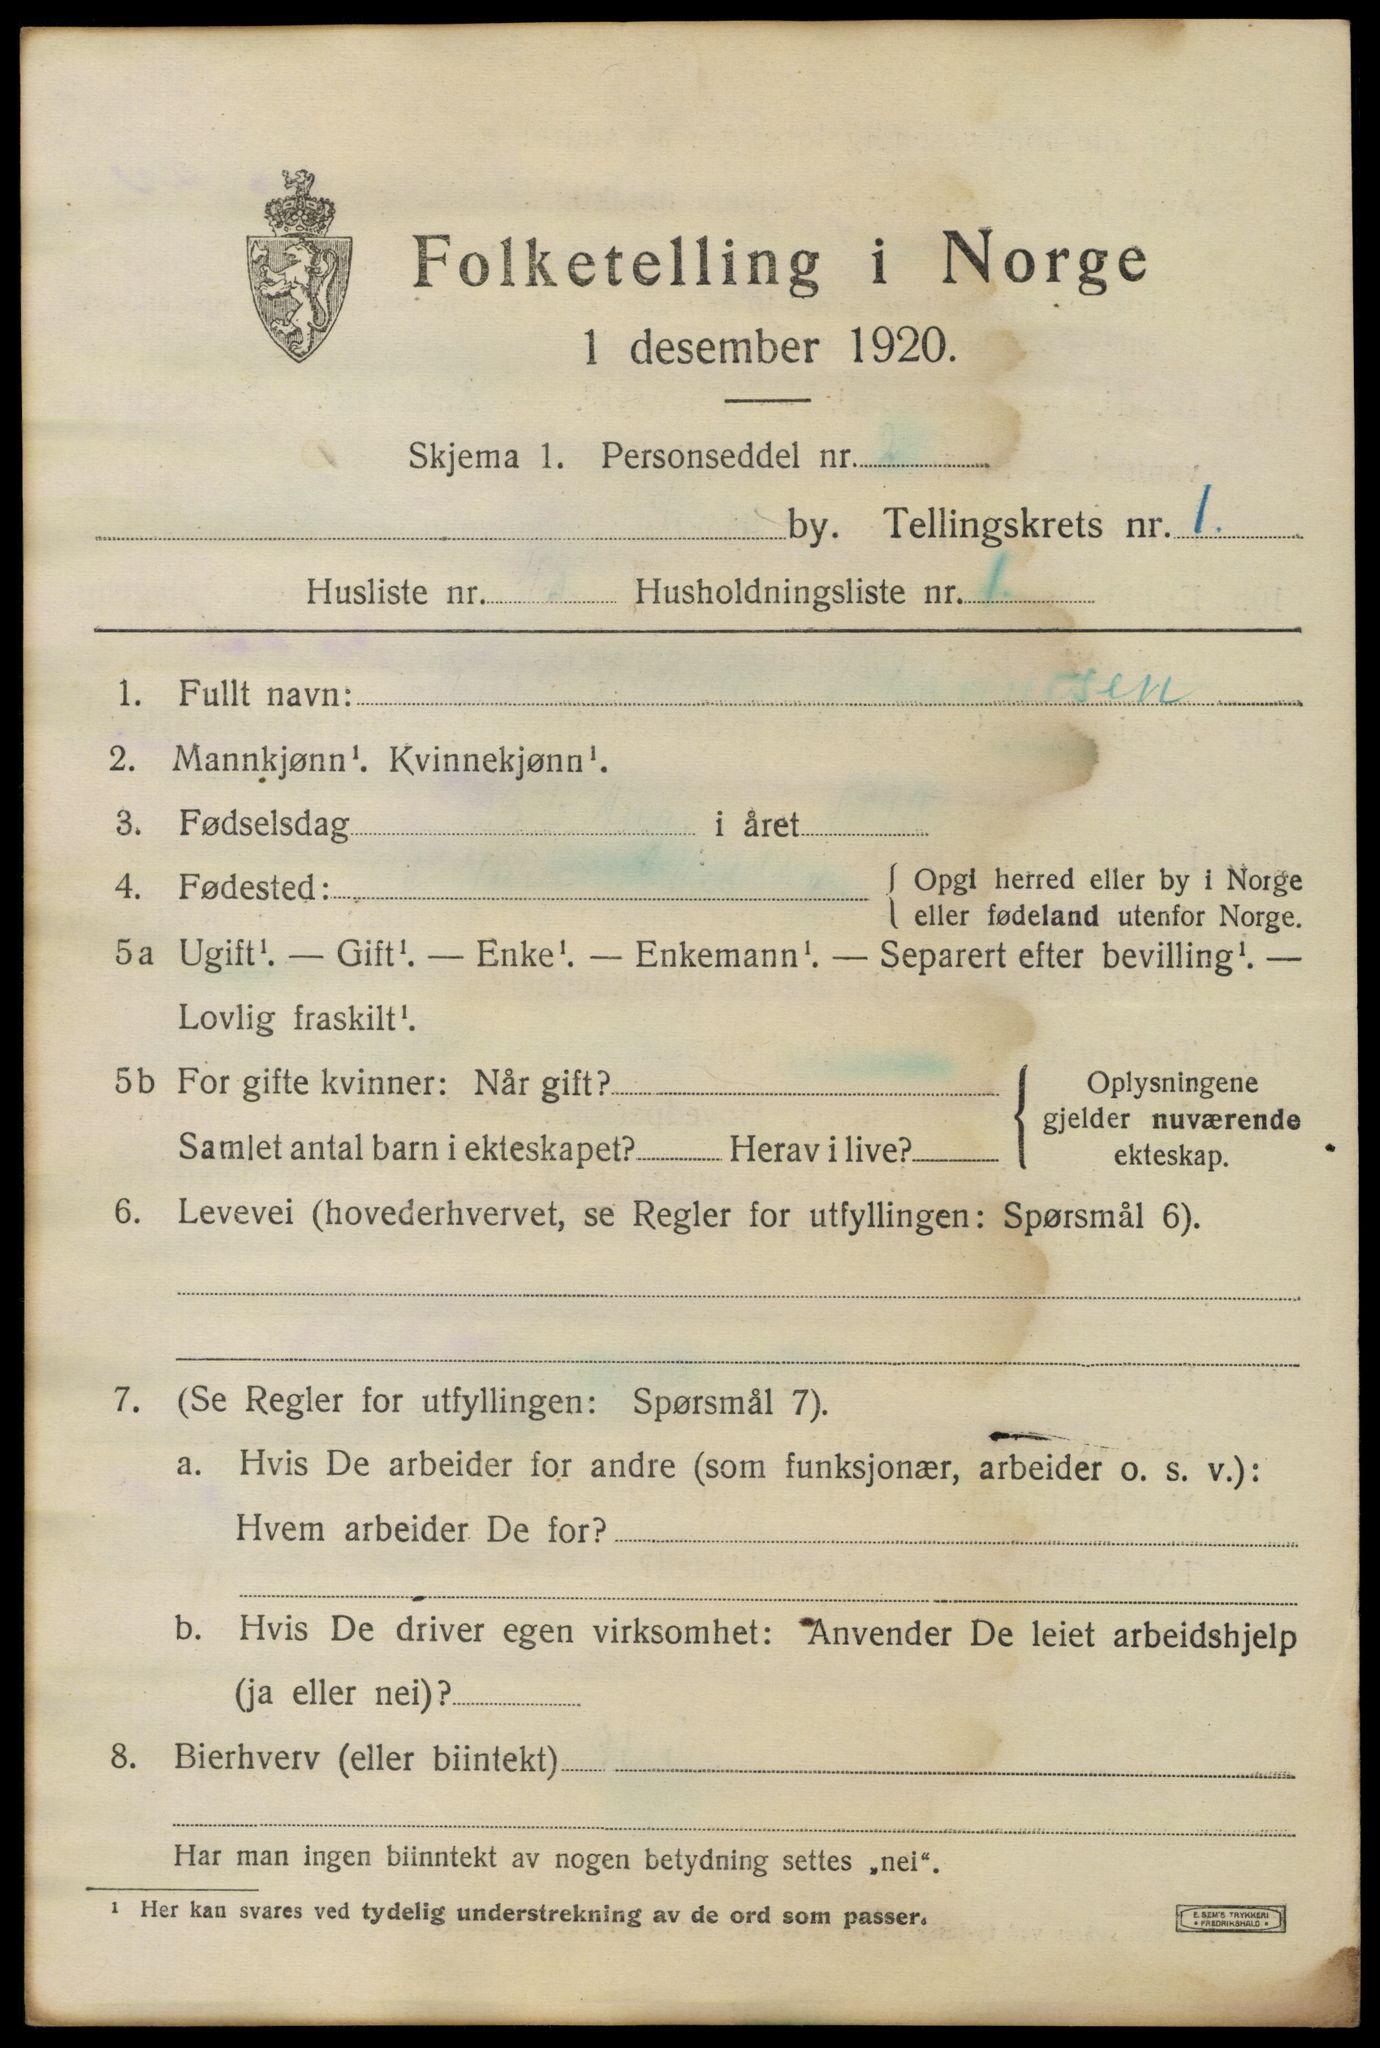 Folketelling i Norge
1 desember 1920.
Skjema 1. Personseddel nr.
by. Tellingskrets nr. 1.
Husliste nr. Husholdningsliste nr. 1.
1. Fullt navn:
2. Mannkjønn¹. Kvinnekjønn¹.
3. Fødselsdag i året
4. Fødested: { Opgi herred eller by i Norge
eller fødeland utenfor Norge.
5a Ugift¹. — Gift¹. — Enke¹. — Enkemann¹. — Separert efter bevilling¹. —
Lovlig fraskilt¹.
5b For gifte kvinner: Når gift?
Samlet antal barn i ekteskapet? Herav i live?
Oplysningene
gjelder nuværende
ekteskap.
6. Levevei (hovederhvervet, se Regler for utfyllingen: Spørsmål 6).
7. (Se Regler for utfyllingen: Spørsmål 7).
a. Hvis De arbeider for andre (som funksjonær, arbeider o. s. v.):
Hvem arbeider De for?
b. Hvis De driver egen virksomhet: Anvender De leiet arbeidshjelp
(ja eller nei)?
8. Bierhverv (eller biintekt)
Har man ingen biinntekt av nogen betydning settes „nei“.
¹ Her kan svares ved tydelig understrekning av de ord som passer.
E. SEM'S TRYKKERI
• FREDRIKSHALD •